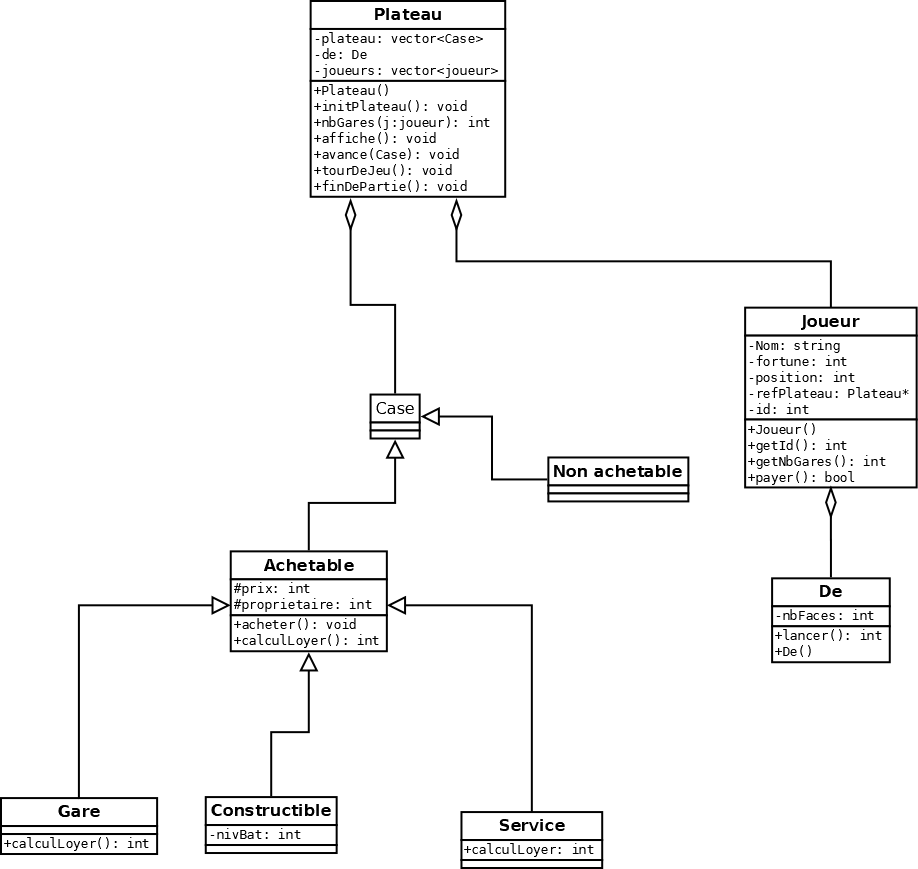 Plateau
-plateau: vector<Case>
-de: De
-joueurs: vector<joueur>
+Plateau()
+initPlateau(): void
+nbGares(j:joueur): int
+affiche(): void
+avance(Case): void
+tourDeJeu(): void
+finDePartie(): void
Joueur
-Nom: string
-fortune: int
-position: int
-refPlateau: Plateau*
-id: int
+Joueur()
+getId(): int
+getNbGares(): int
+payer(): bool
Case
Non achetable
Achetable
#prix: int
#proprietaire: int
+acheter(): void
+calculLoyer(): int
De
-nbFaces: int
+lancer(): int
+De()
Gare
+calculLoyer(): int
Constructible
-nivBat: int
Service
+calculLoyer: int